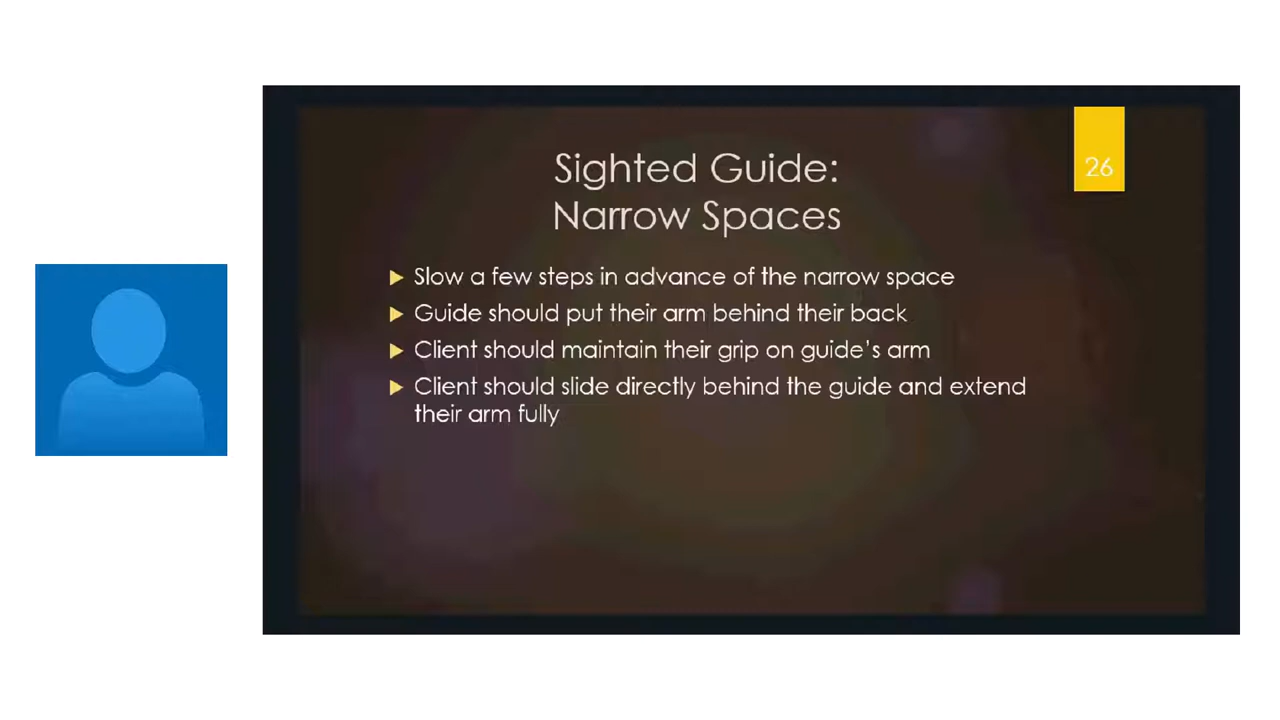 Sighted Guide:
Narrow Spaces
26
Slow a few steps in advance of the narrow space
Guide should put their arm behind their back
Client should maintain their grip on guide's arm
Client should slide directly behind the guide and extend
their arm fully